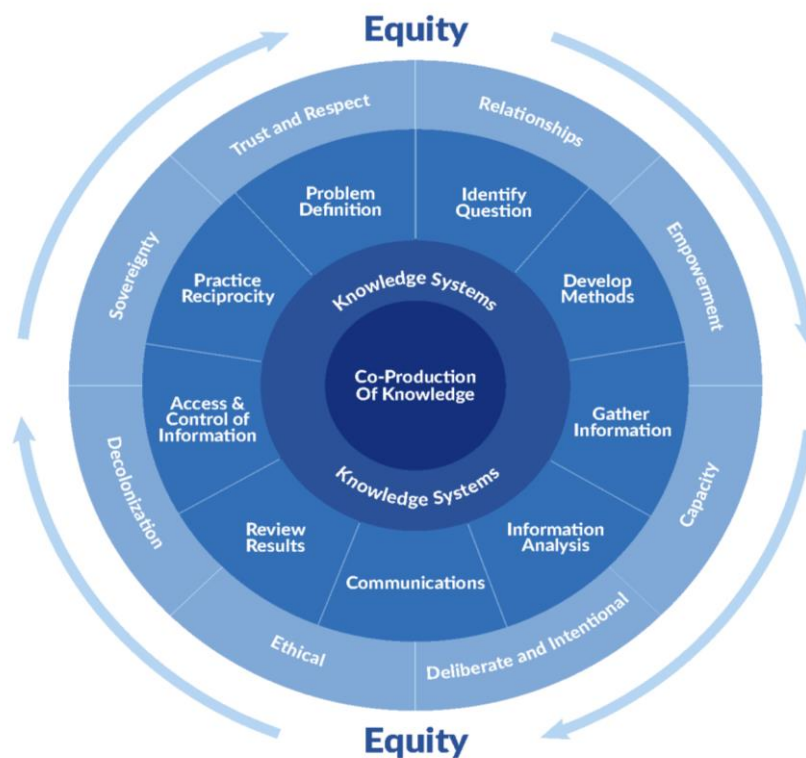 Equity
Trust and Respect
Relationships
Empowerment
Capacity
Deliberate and Intentional
Ethical
Decolonization
Sovereignty
Problem
Definition
Identify
Question
Develop
Methods
Gather
Information
Information
Analysis
Communications
Review
Results
Access &
Control of
Information
Practice
Reciprocity
Knowledge Systems
Co-Production
Of Knowledge
Knowledge Systems
Equity